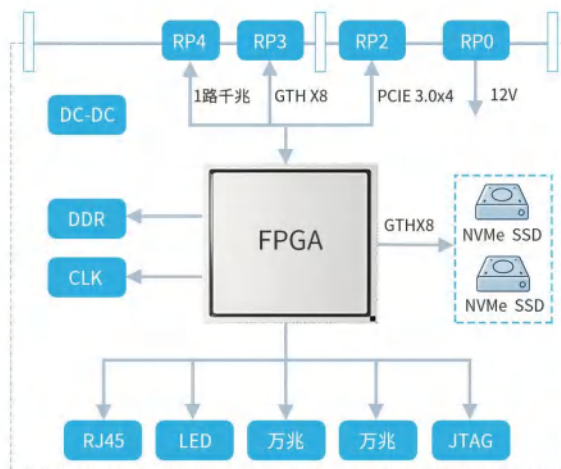 RP4 RP3 RP2 RP0
1路千兆 GTH X8 PCIE 3.0x4 12V
DC-DC
DDR
FPGA
GTHX8
NVMe SSD
CLK
NVMe SSD
RJ45 LED 万兆 万兆 JTAG